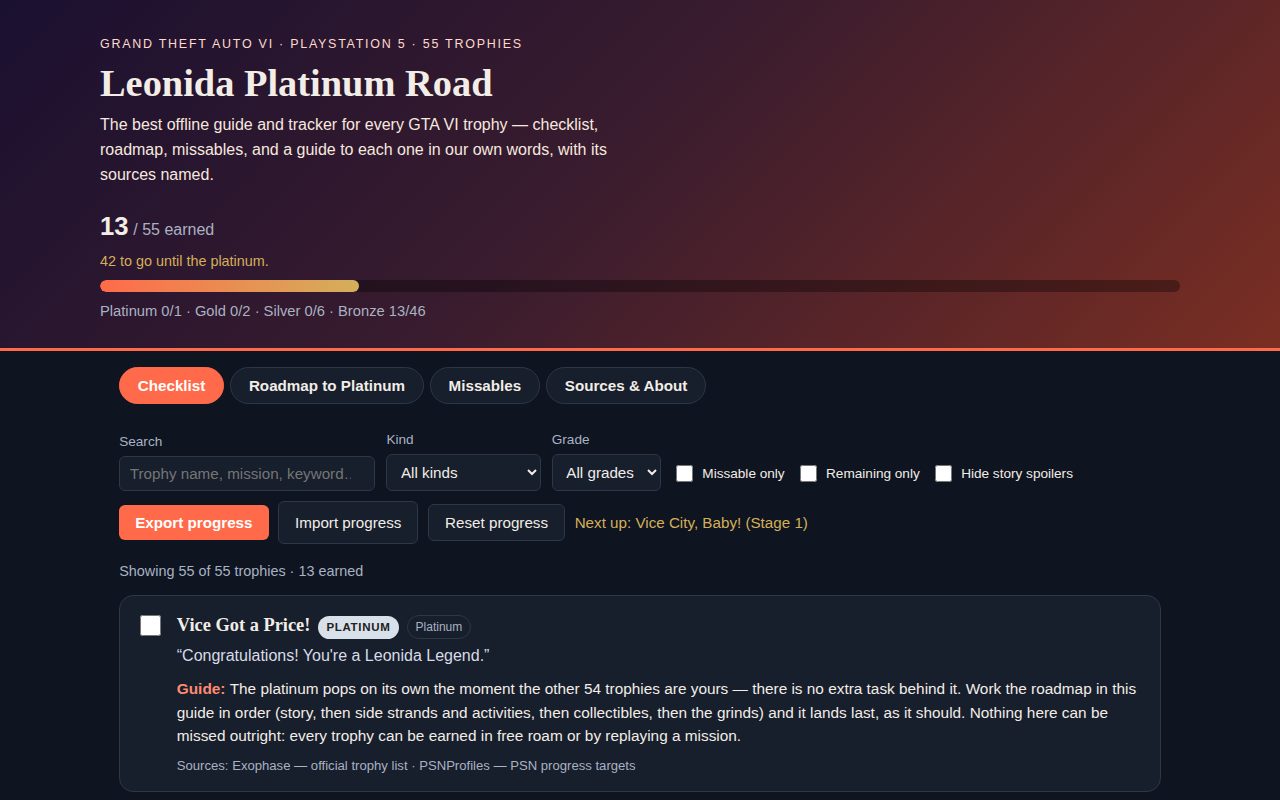 GRAND THEFT AUTO VI · PLAYSTATION 5 · 55 TROPHIES
Leonida Platinum Road
The best offline guide and tracker for every GTA VI trophy — checklist,
roadmap, missables, and a guide to each one in our own words, with its
sources named.
13 / 55 earned
42 to go until the platinum.
Platinum 0/1 · Gold 0/2 · Silver 0/6 · Bronze 13/46
Checklist Roadmap to Platinum Missables Sources & About
Search Kind Grade
Trophy name, mission, keyword.. All kinds All grades Missable only Remaining only Hide story spoilers
Export progress Import progress Reset progress Next up: Vice City, Baby! (Stage 1)
Showing 55 of 55 trophies · 13 earned
Vice Got a Price! PLATINUM Platinum
“Congratulations! You're a Leonida Legend.”
Guide: The platinum pops on its own the moment the other 54 trophies are yours — there is no extra task behind it. Work the roadmap in this
guide in order (story, then side strands and activities, then collectibles, then the grinds) and it lands last, as it should. Nothing here can be
missed outright: every trophy can be earned in free roam or by replaying a mission.
Sources: Exophase — official trophy list · PSNProfiles — PSN progress targets